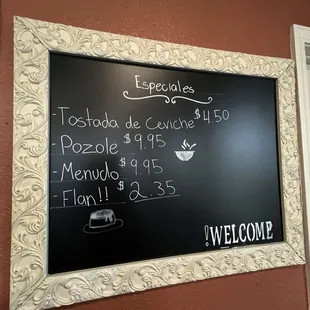 Especiales
- Tostada de Ceviche $4.50
- Pozole $9.95
- Menudo $9.95
- Flan!! $2.35
!WELCOME